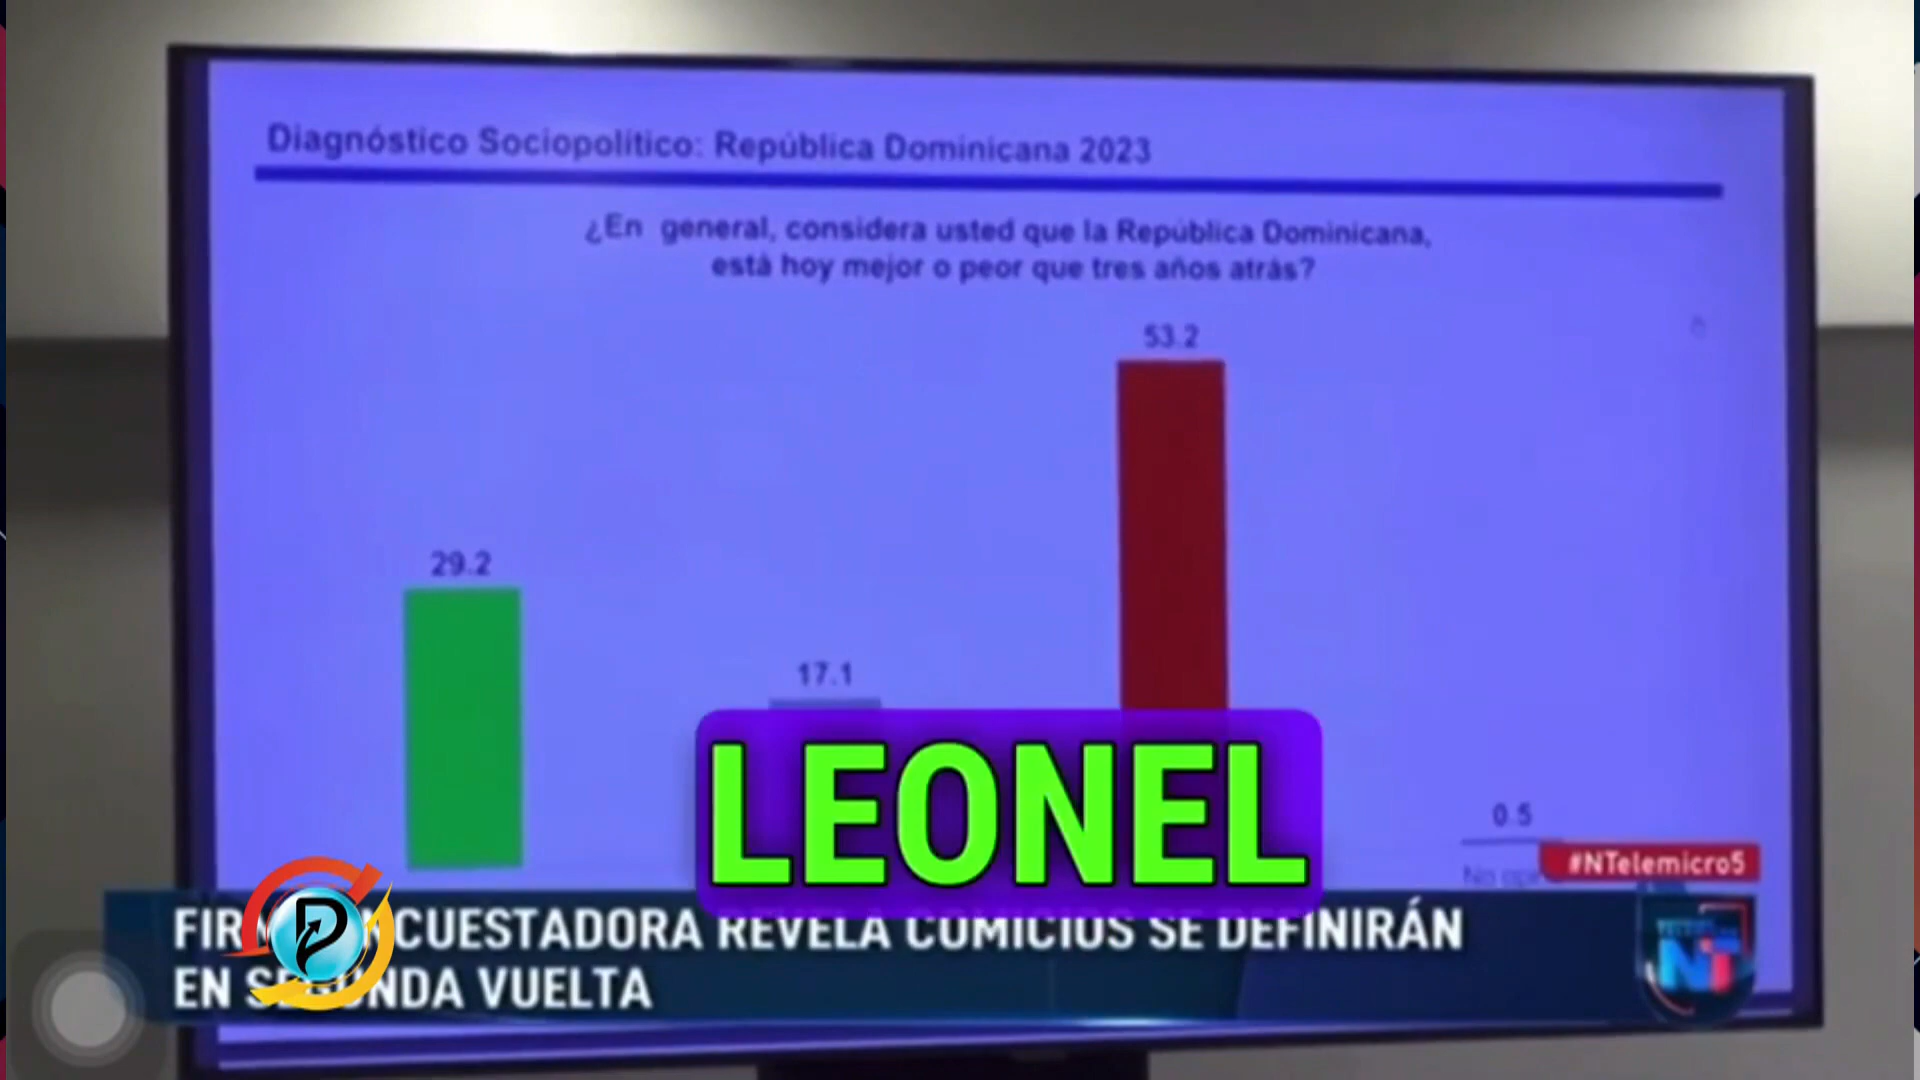 Diagnóstico Sociopolítico: República Dominicana 2023
¿En general, considera usted que la República Dominicana,
está hoy mejor o peor que tres años atrás?
53.2
29.2
17.1
0.5
LEONEL
#NTelemicro5
CUESTADORA REVELA COMICIOS SE DEFINIRÁN
EN SEGUNDA VUELTA
NT